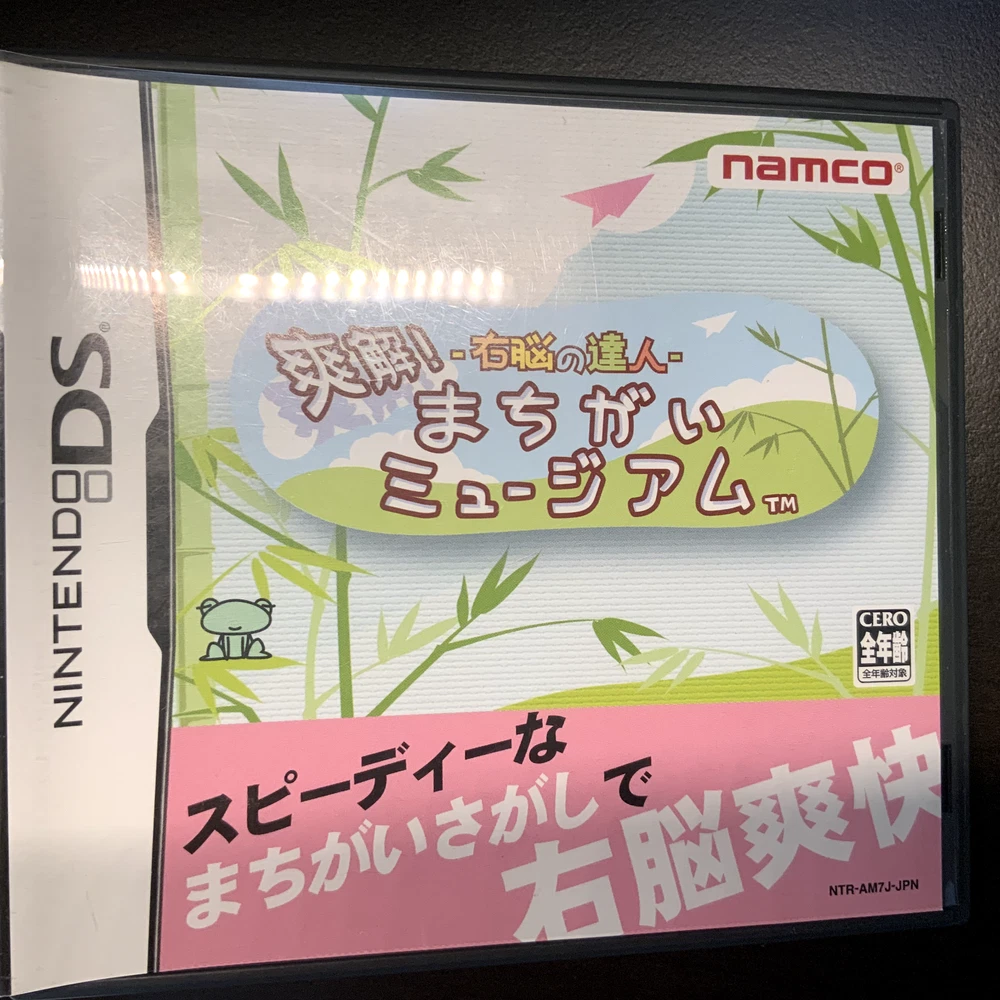 NINTENDO DS®
namco®
爽解!
-右脳の達人-
まちがい
ミュージアム™
CERO
全年齢
全年齢対象
スピーディーな
まちがいさがしで
右脳爽快
NTR-AM7J-JPN